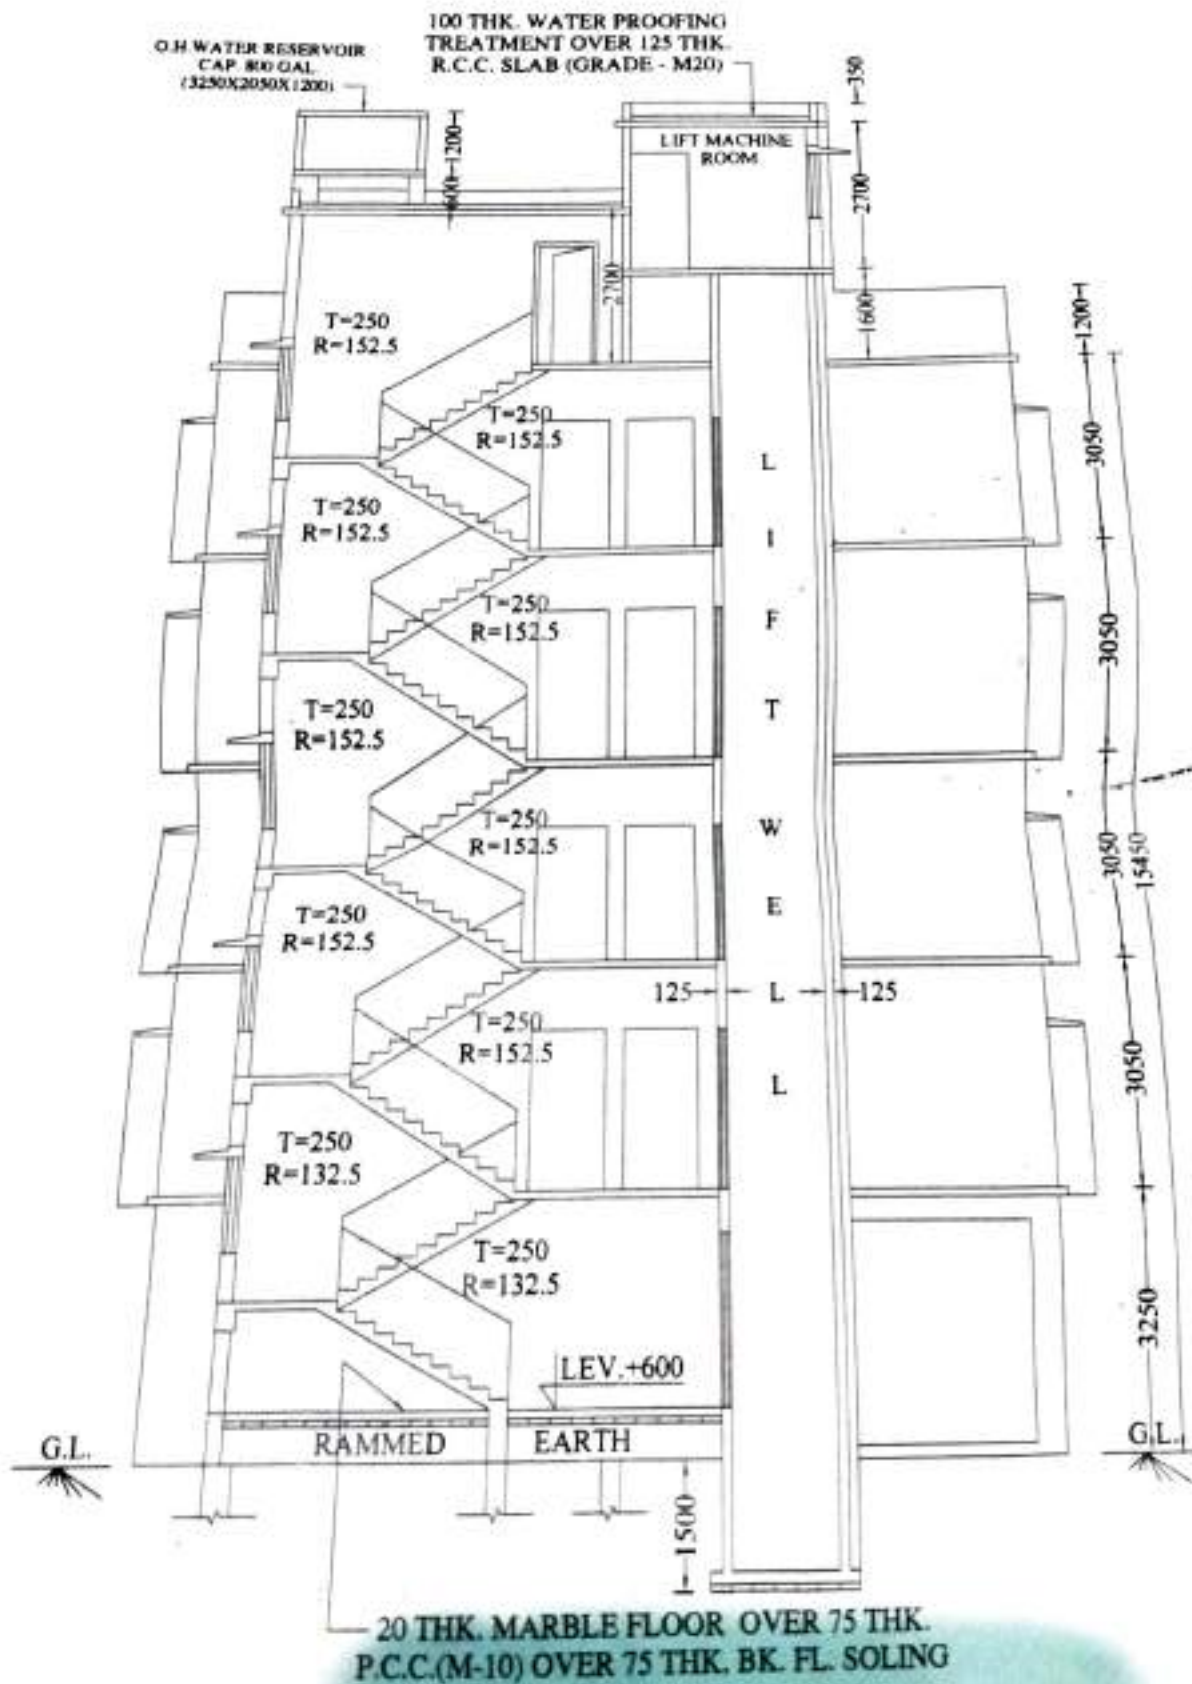 100 THK. WATER PROOFING
TREATMENT OVER 125 THK.
R.C.C. SLAB (GRADE - M20)
O.H.WATER RESERVOIR
CAP. 800 GAL.
(3250X2050X1200)
350
LIFT MACHINE
ROOM
1200
600
2700
2700
1600
1200
T=250
R=152.5
T=250
R=152.5
3050
T=250
R=152.5
T=250
R=152.5
3050
T=250
R=152.5
T=250
R=152.5
3050
15450
T=250
R=152.5
T=250
R=152.5
3050
LIFT WELL
125
125
T=250
R=132.5
T=250
R=132.5
3250
LEV.+600
G.L.
RAMMED EARTH
G.L.
1500
20 THK. MARBLE FLOOR OVER 75 THK.
P.C.C.(M-10) OVER 75 THK. BK. FL. SOLING